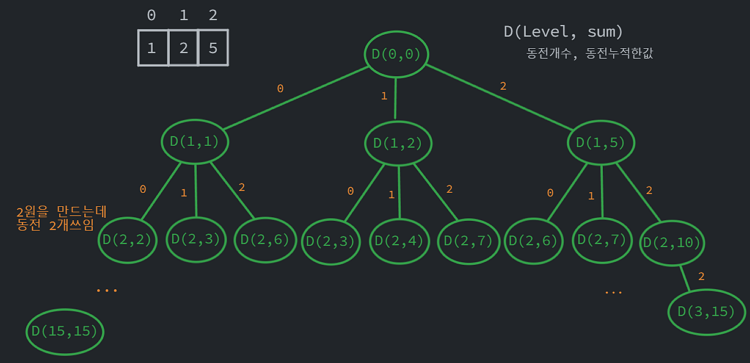 0 1 2
1 2 5
D(Level, sum)
동전개수, 동전누적한값
D(0,0)
0 1 2
D(1,1) D(1,2) D(1,5)
0 1 2 0 1 2 0 1 2
2원을 만드는데
동전 2개쓰임
D(2,2) D(2,3) D(2,6) D(2,3) D(2,4) D(2,7) D(2,6) D(2,7) D(2,10)
2
... ...
D(15,15) D(3,15)